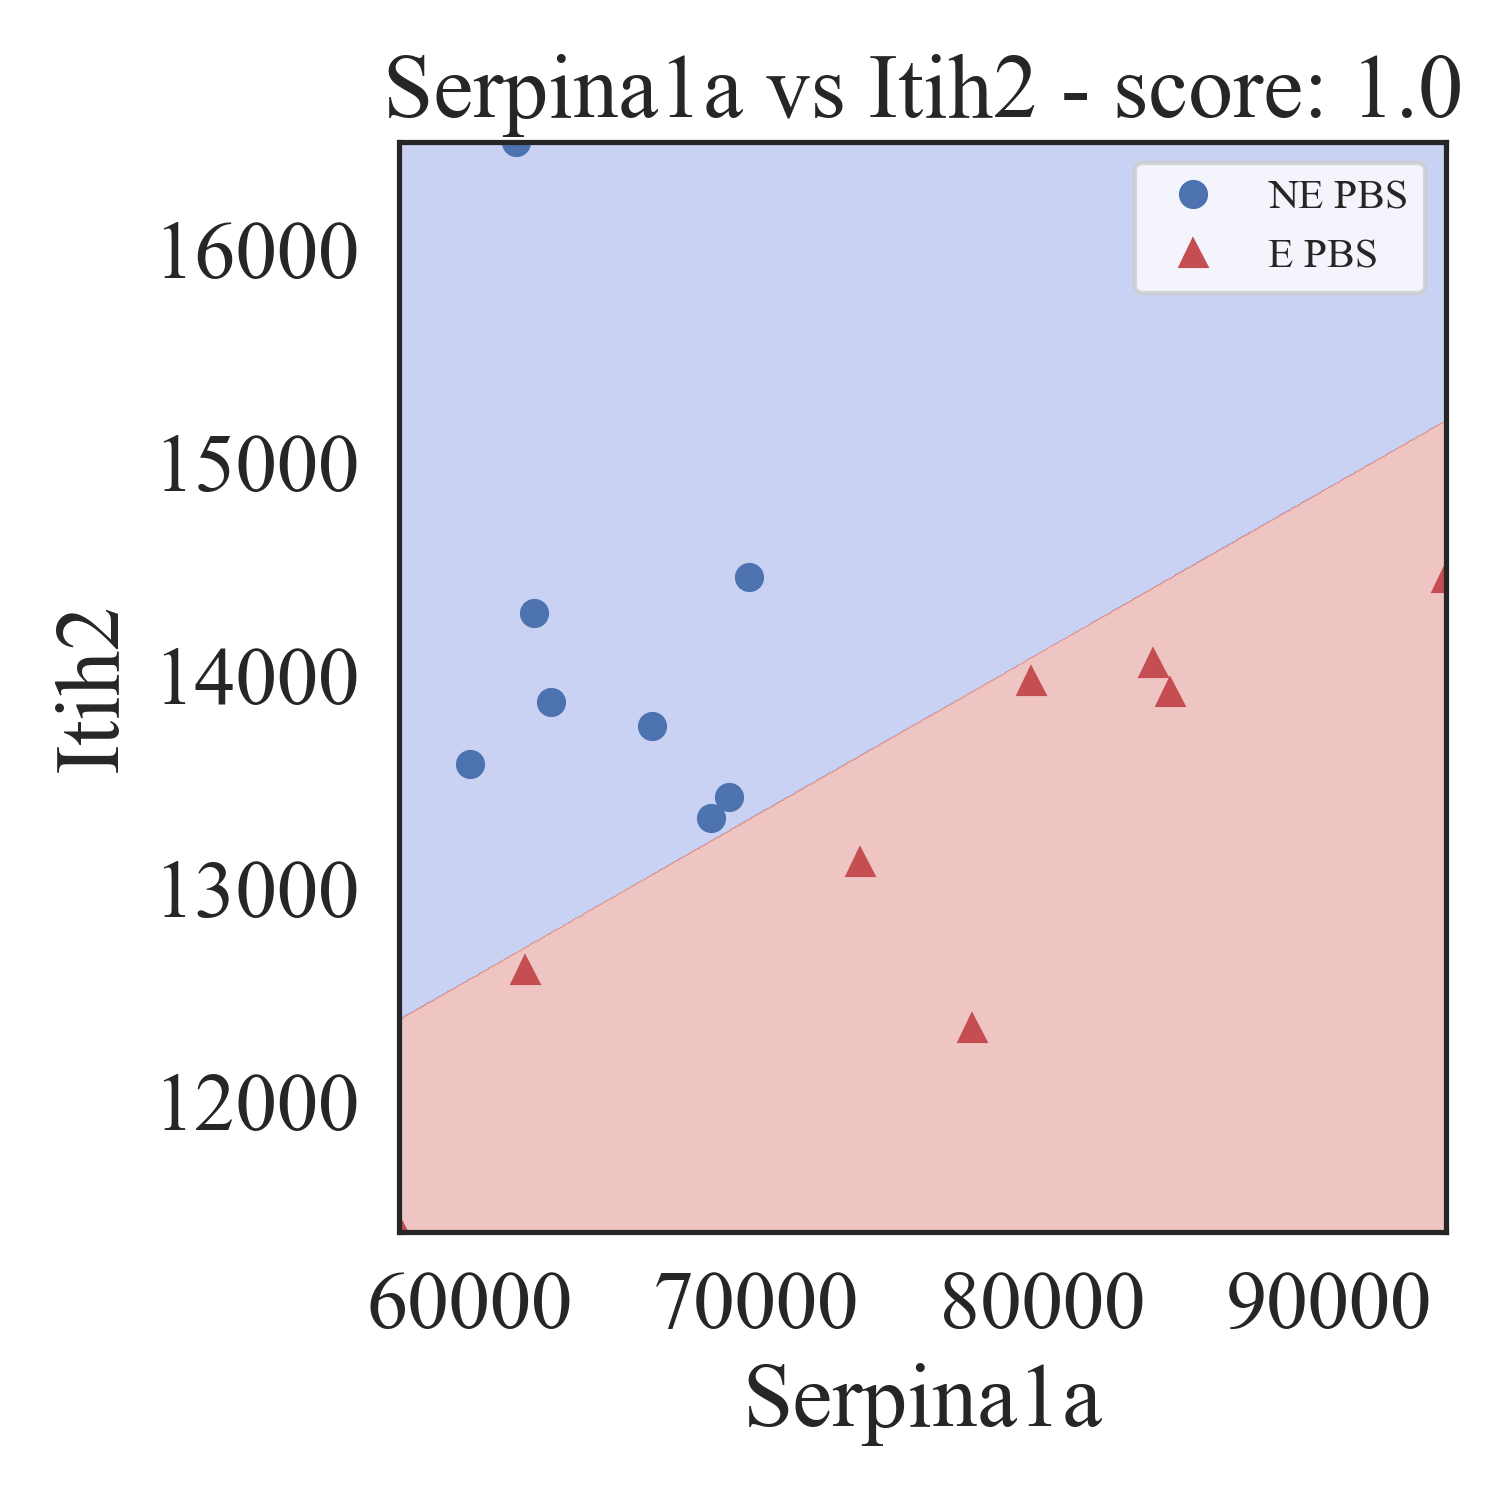 Serpina1a vs Itih2 - score: 1.0
NE PBS
E PBS
16000
15000
14000
13000
12000
Itih2
60000 70000 80000 90000
Serpina1a